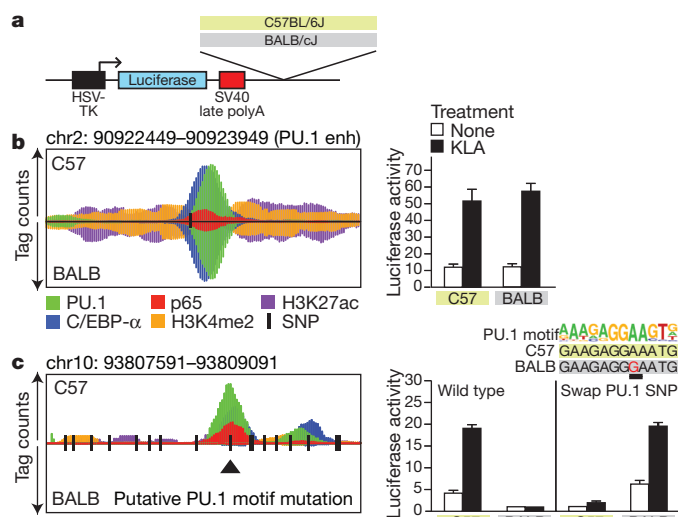 a
C57BL/6J
BALB/cJ
Luciferase
HSV-
TK
SV40
late polyA
b
chr2: 90922449–90923949 (PU.1 enh)
C57
BALB
Tag counts
PU.1
p65
H3K27ac
C/EBP-α
H3K4me2
SNP
Treatment
None
KLA
Luciferase activity
70
60
50
40
30
20
10
0
C57
BALB
c
chr10: 93807591–93809091
C57
BALB
Putative PU.1 motif mutation
Tag counts
PU.1 motif
C57
GAAGAGGAAATG
BALB
GAAGAGGGAATG
Wild type
Swap PU.1 SNP
Luciferase activity
30
25
20
15
10
5
0